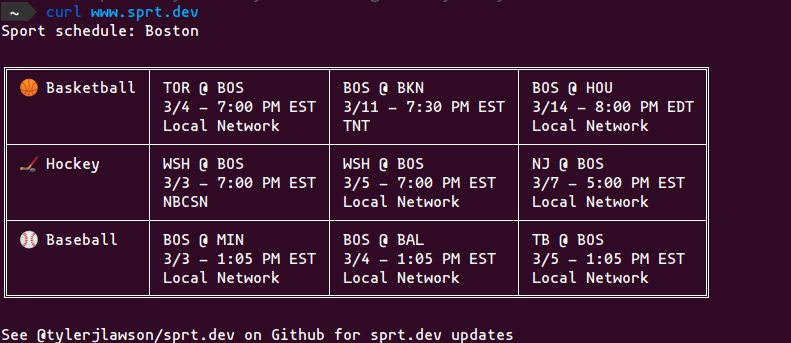 ~ curl www.sprt.dev
Sport schedule: Boston
Basketball
TOR @ BOS
3/4 – 7:00 PM EST
Local Network
BOS @ BKN
3/11 – 7:30 PM EST
TNT
BOS @ HOU
3/14 – 8:00 PM EDT
Local Network
Hockey
WSH @ BOS
3/3 – 7:00 PM EST
NBCSN
WSH @ BOS
3/5 – 7:00 PM EST
Local Network
NJ @ BOS
3/7 – 5:00 PM EST
Local Network
Baseball
BOS @ MIN
3/3 – 1:05 PM EST
Local Network
BOS @ BAL
3/4 – 1:05 PM EST
Local Network
TB @ BOS
3/5 – 1:05 PM EST
Local Network
See @tylerjlawson/sprt.dev on Github for sprt.dev updates